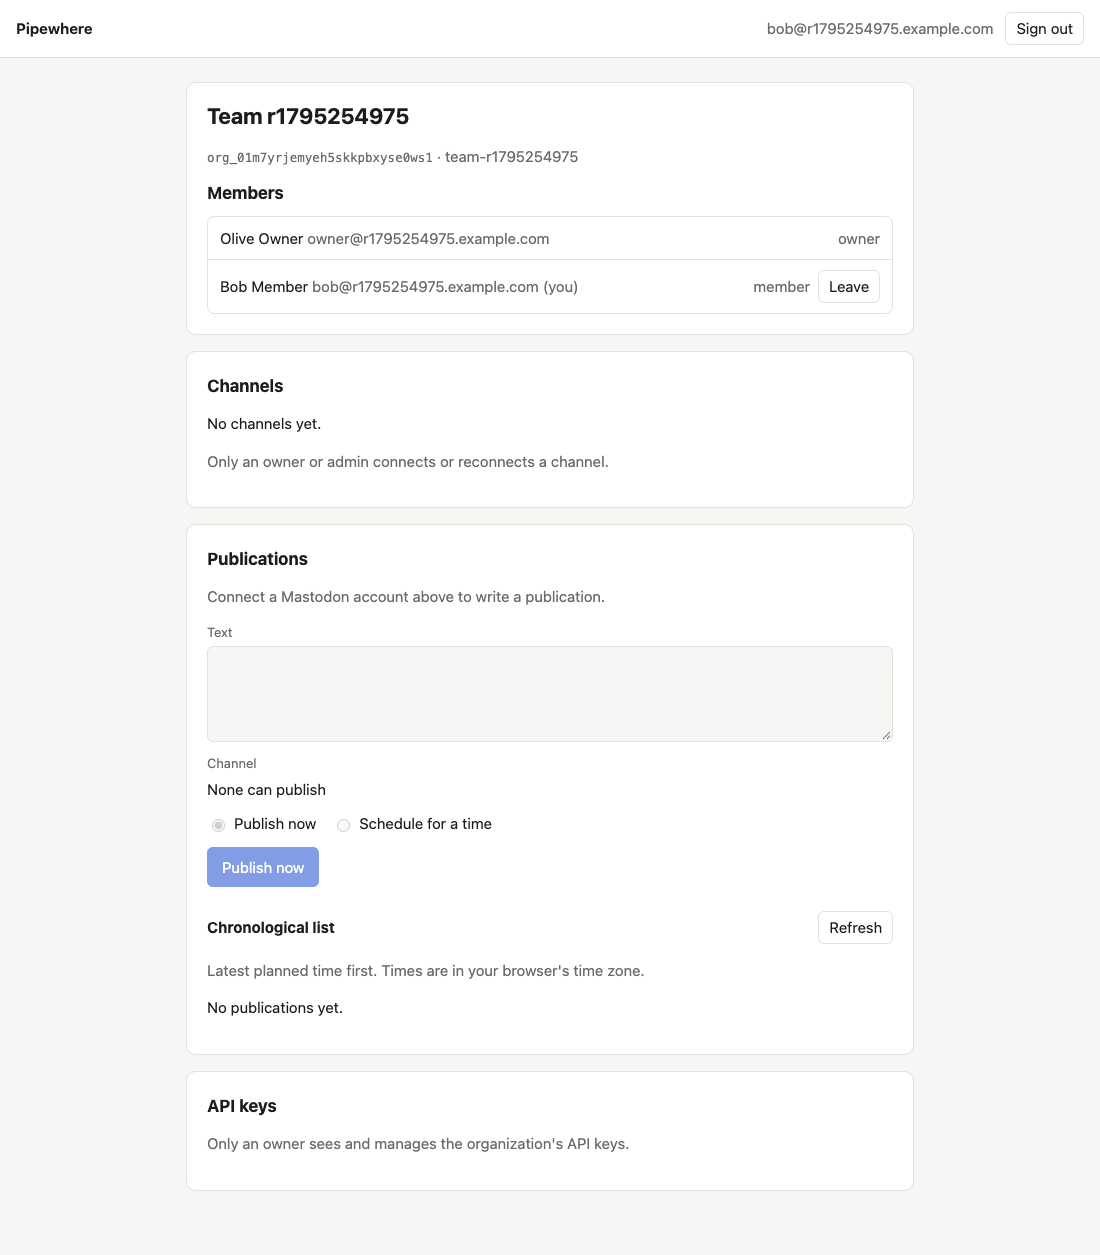 Pipewhere
bob@r1795254975.example.com Sign out
Team r1795254975
org_01m7yrjemyeh5skkpbxyse0ws1 · team-r1795254975
Members
Olive Owner owner@r1795254975.example.com owner
Bob Member bob@r1795254975.example.com (you) member Leave
Channels
No channels yet.
Only an owner or admin connects or reconnects a channel.
Publications
Connect a Mastodon account above to write a publication.
Text
Channel
None can publish
Publish now Schedule for a time
Publish now
Chronological list Refresh
Latest planned time first. Times are in your browser's time zone.
No publications yet.
API keys
Only an owner sees and manages the organization's API keys.